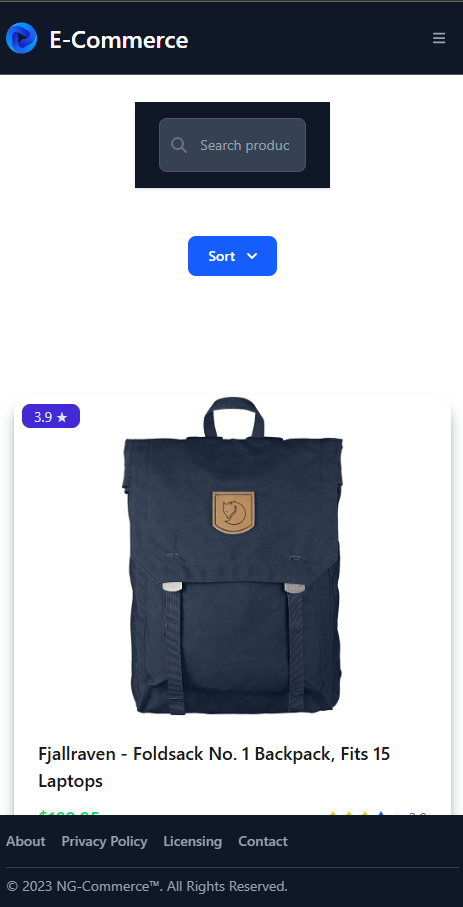 E-Commerce
Search produc
Sort
3.9 ★
Fjallraven - Foldsack No. 1 Backpack, Fits 15
Laptops
About Privacy Policy Licensing Contact
© 2023 NG-Commerce™. All Rights Reserved.